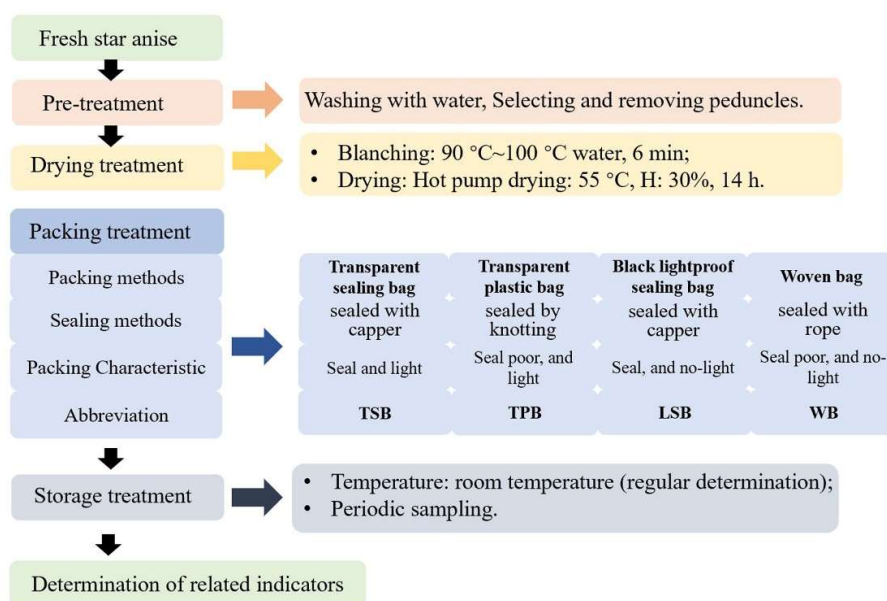 Fresh star anise
Pre-treatment
Washing with water, Selecting and removing peduncles.
Drying treatment
• Blanching: 90 °C~100 °C water, 6 min;
• Drying: Hot pump drying: 55 °C, H: 30%, 14 h.
Packing treatment
Packing methods
Transparent
sealing bag
Transparent
plastic bag
Black lightproof
sealing bag
Woven bag
Sealing methods
sealed with
capper
sealed by
knotting
sealed with
capper
sealed with
rope
Packing Characteristic
Seal and light
Seal poor, and
light
Seal, and no-light
Seal poor, and no-
light
Abbreviation
TSB
TPB
LSB
WB
Storage treatment
• Temperature: room temperature (regular determination);
• Periodic sampling.
Determination of related indicators